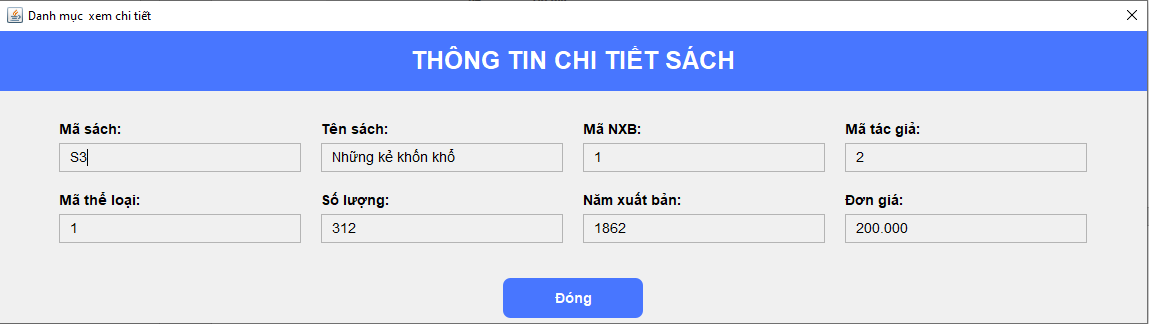 Danh mục xem chi tiết
THÔNG TIN CHI TIẾT SÁCH
Mã sách: Tên sách: Mã NXB: Mã tác giả:
S3 Những kẻ khốn khổ 1 2
Mã thể loại: Số lượng: Năm xuất bản: Đơn giá:
1 312 1862 200.000
Đóng